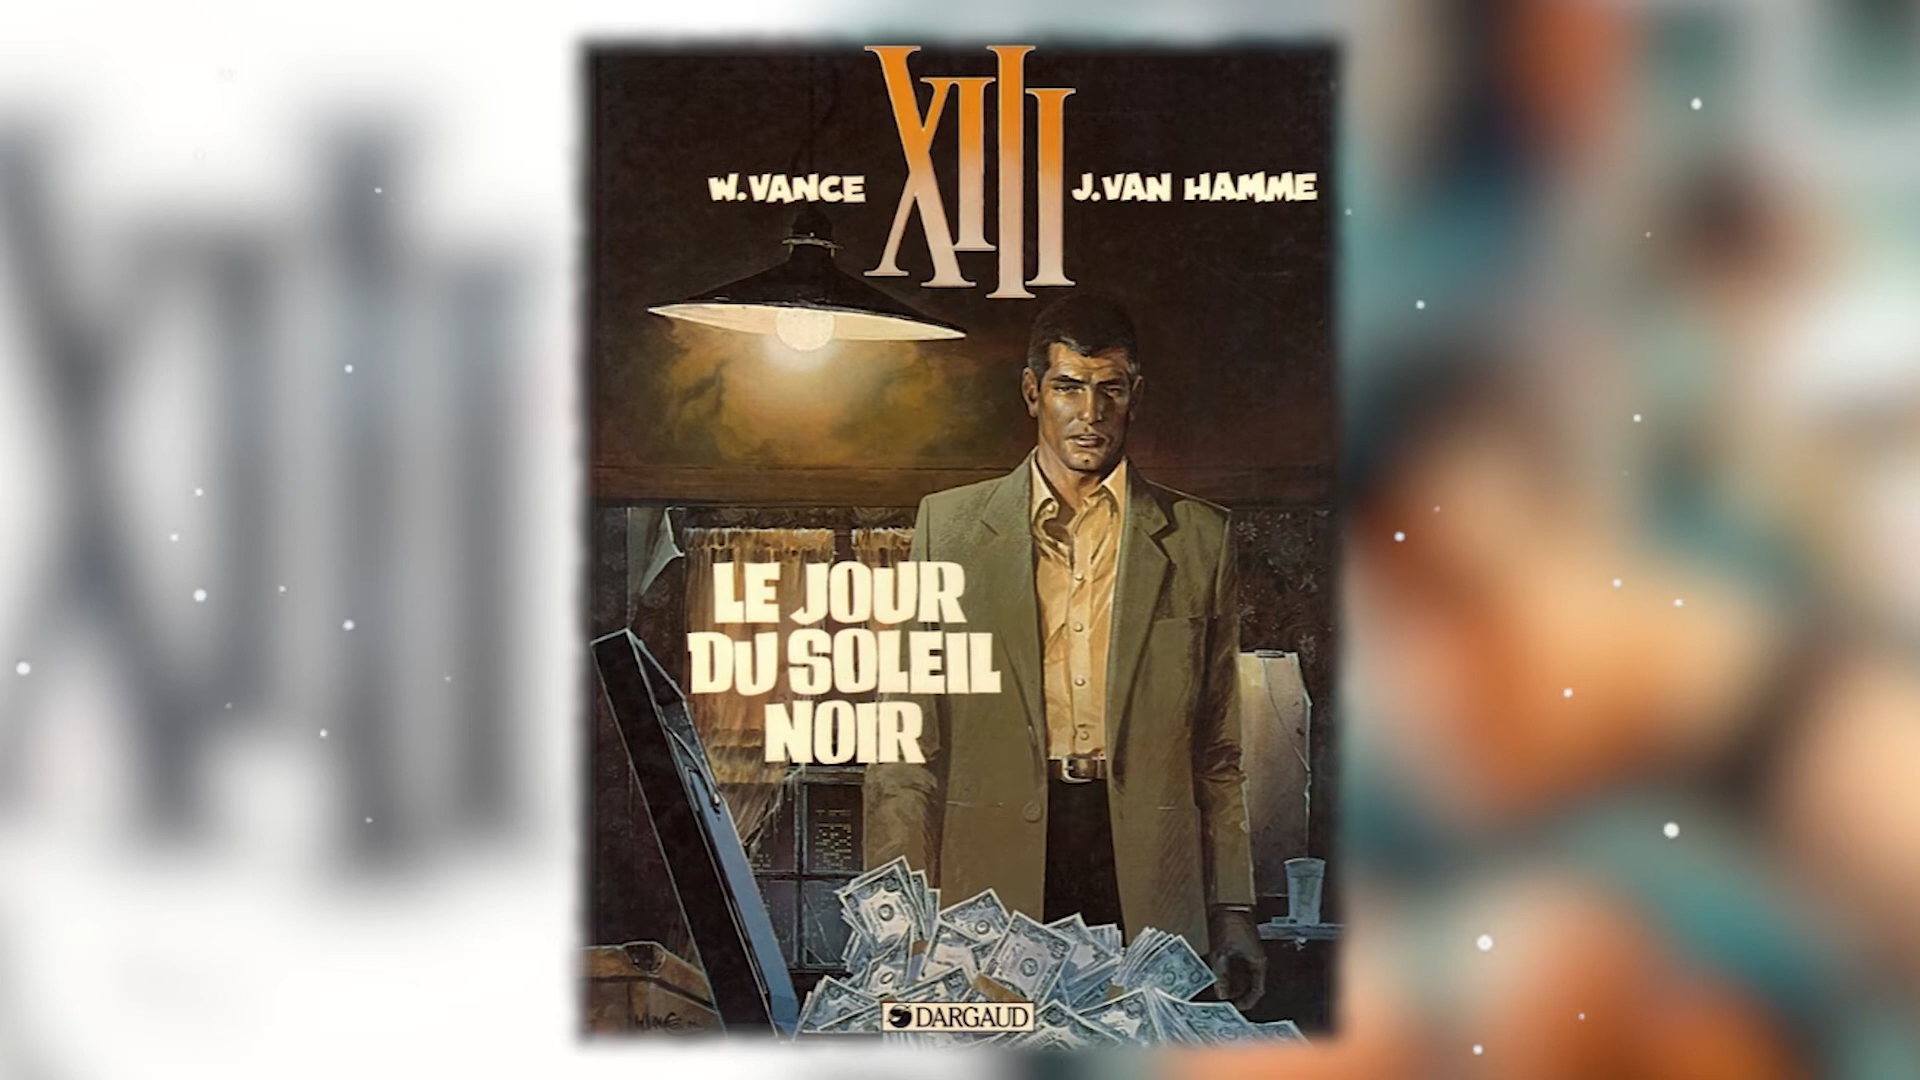 XIII
W.VANCE
J.VAN HAMME
LE JOUR
DU SOLEIL
NOIR
DARGAUD